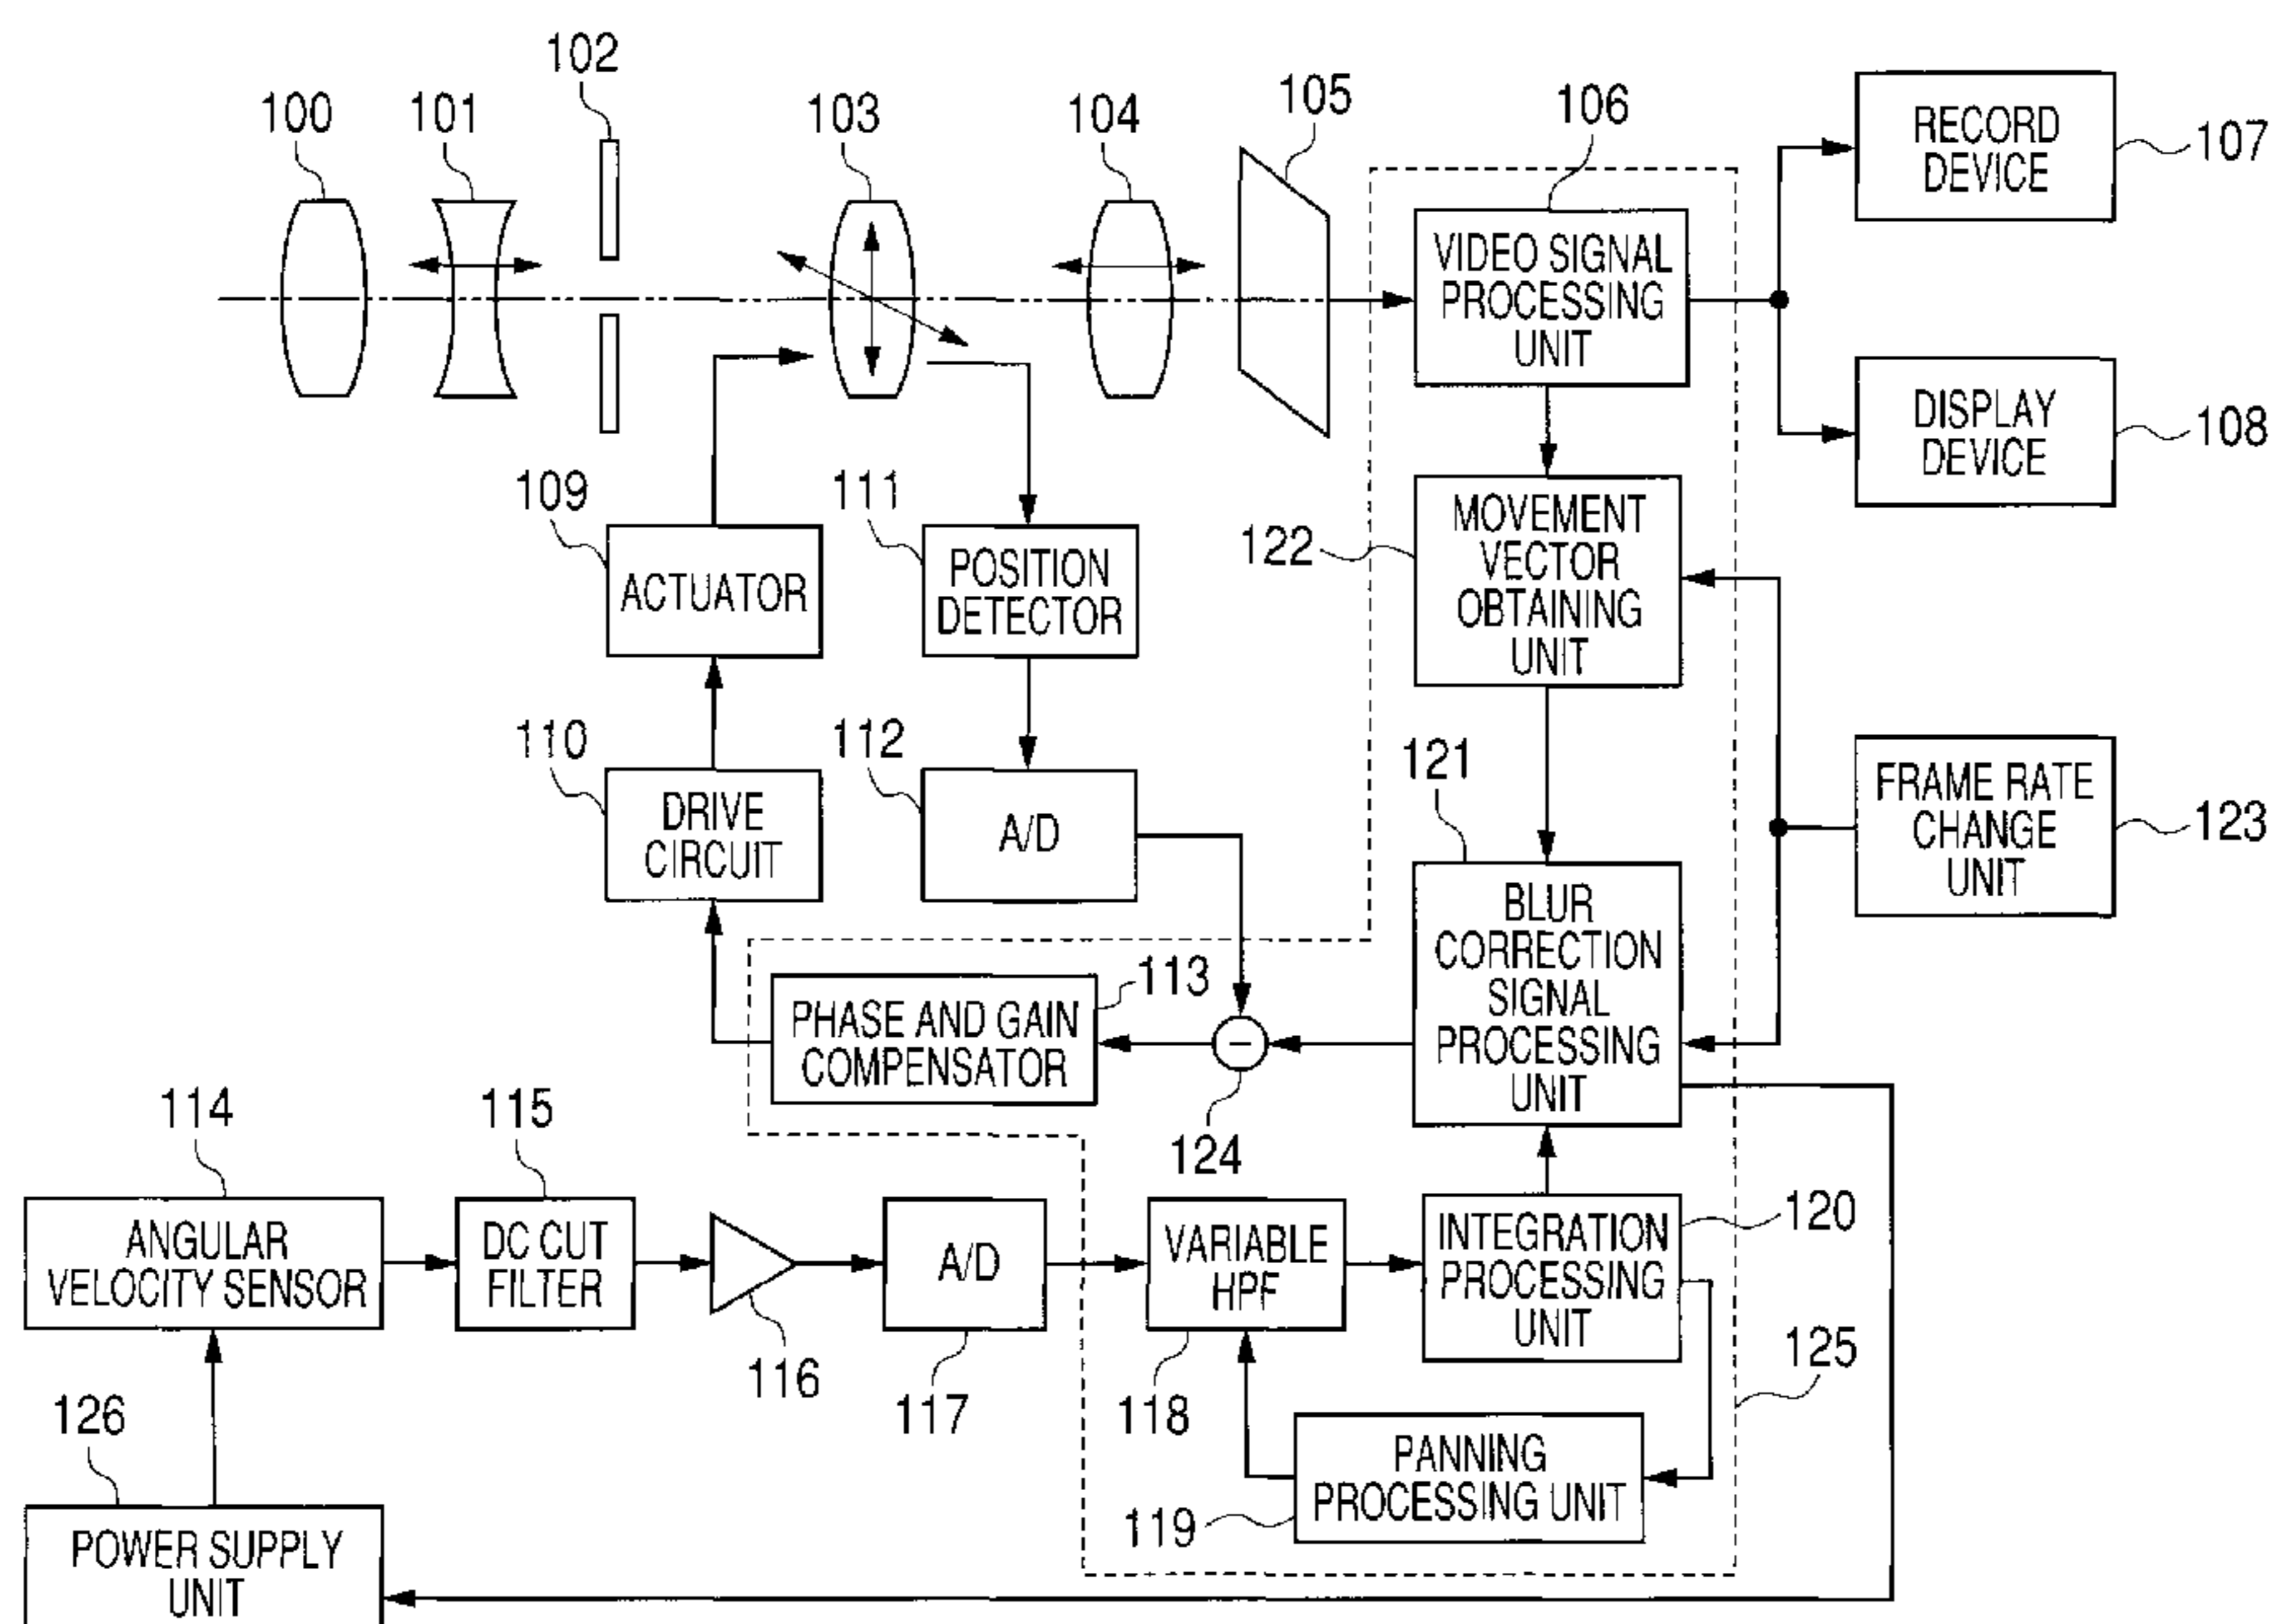 102
100
101
103
104
105
106
RECORD
DEVICE
107
VIDEO SIGNAL
PROCESSING
UNIT
DISPLAY
DEVICE
108
109
ACTUATOR
111
POSITION
DETECTOR
122
MOVEMENT
VECTOR
OBTAINING
UNIT
110
DRIVE
CIRCUIT
112
A/D
121
BLUR
CORRECTION
SIGNAL
PROCESSING
UNIT
FRAME RATE
CHANGE
UNIT
123
113
PHASE AND GAIN
COMPENSATOR
−
124
114
ANGULAR
VELOCITY SENSOR
115
DC CUT
FILTER
116
A/D
117
VARIABLE
HPF
118
INTEGRATION
PROCESSING
UNIT
120
125
PANNING
PROCESSING UNIT
119
126
POWER SUPPLY
UNIT